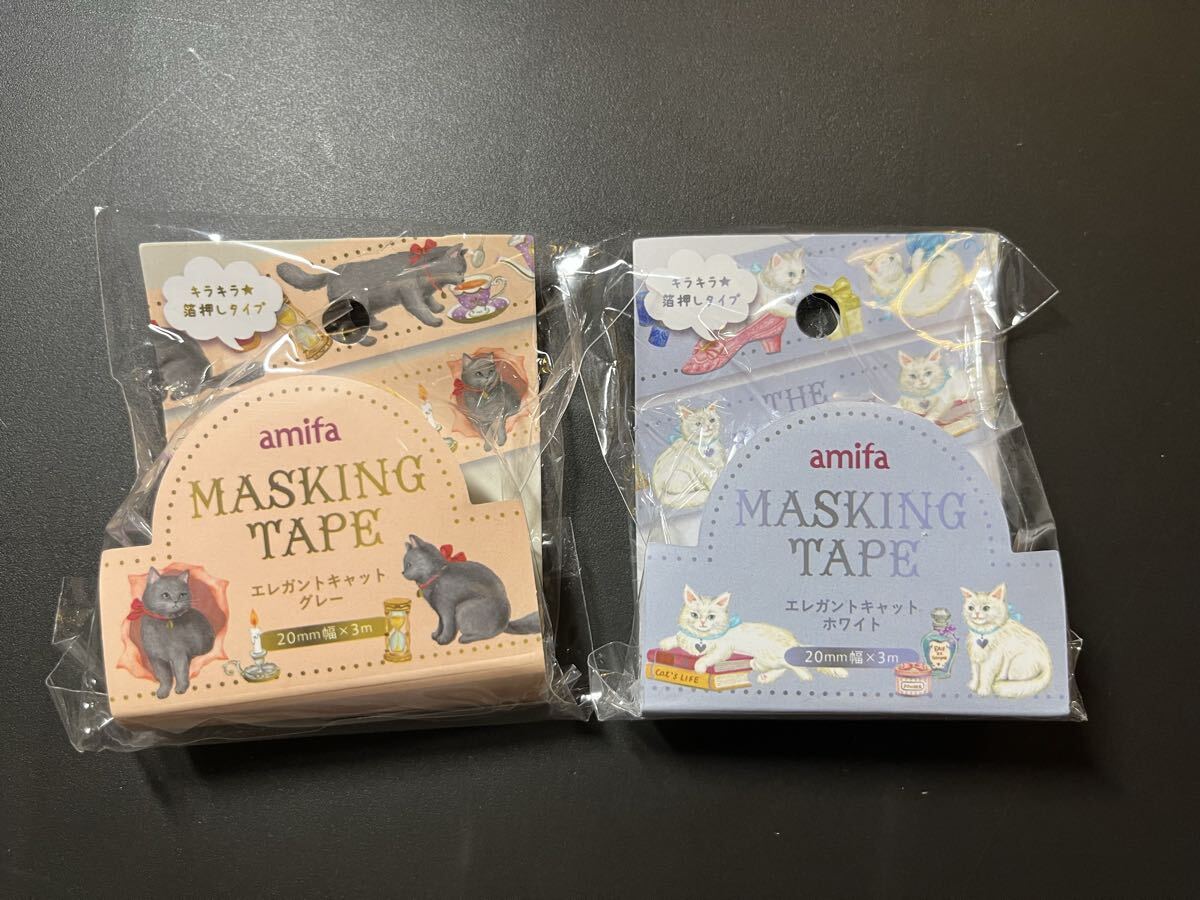 キラキラ★
箔押しタイプ
amifa
MASKING
TAPE
エレガントキャット
グレー
20mm幅×3m
キラキラ★
箔押しタイプ
THE
amifa
MASKING
TAPE
エレガントキャット
ホワイト
20mm幅×3m
CAT'S LIFE